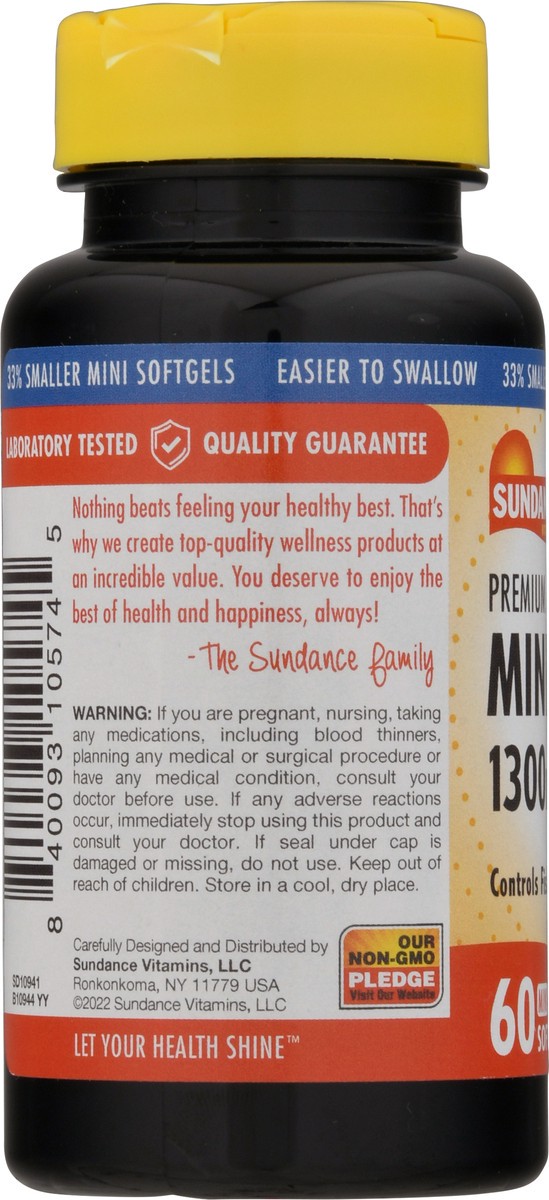 33% SMALLER MINI SOFTGELS EASIER TO SWALLOW 33%
LABORATORY TESTED QUALITY GUARANTEE
Nothing beats feeling your healthy best. That's
why we create top-quality wellness products at
an incredible value. You deserve to enjoy the
best of health and happiness, always!
- The Sundance family
WARNING: If you are pregnant, nursing, taking
any medications, including blood thinners,
planning any medical or surgical procedure or
have any medical condition, consult your
doctor before use. If any adverse reactions
occur, immediately stop using this product and
consult your doctor. If seal under cap is
damaged or missing, do not use. Keep out of
reach of children. Store in a cool, dry place.
Carefully Designed and Distributed by
Sundance Vitamins, LLC
Ronkonkoma, NY 11779 USA
©2022 Sundance Vitamins, LLC
OUR
NON-GMO
PLEDGE
Visit Our Website
SD10941
B10944 YY
8 40093 10574 5
LET YOUR HEALTH SHINE™
PREMIUM
MIN
1300
Controls
60